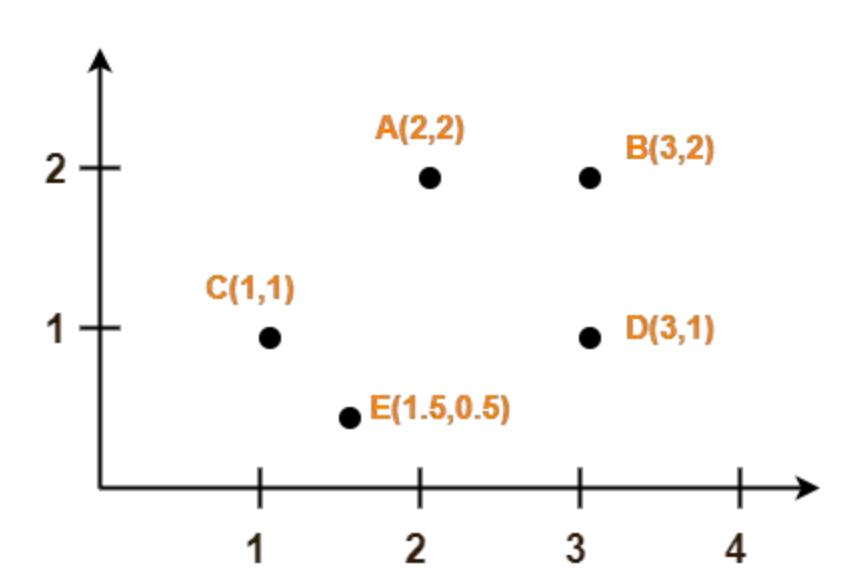 A(2,2)
B(3,2)
2
C(1,1)
1
D(3,1)
E(1.5,0.5)
1
2
3
4